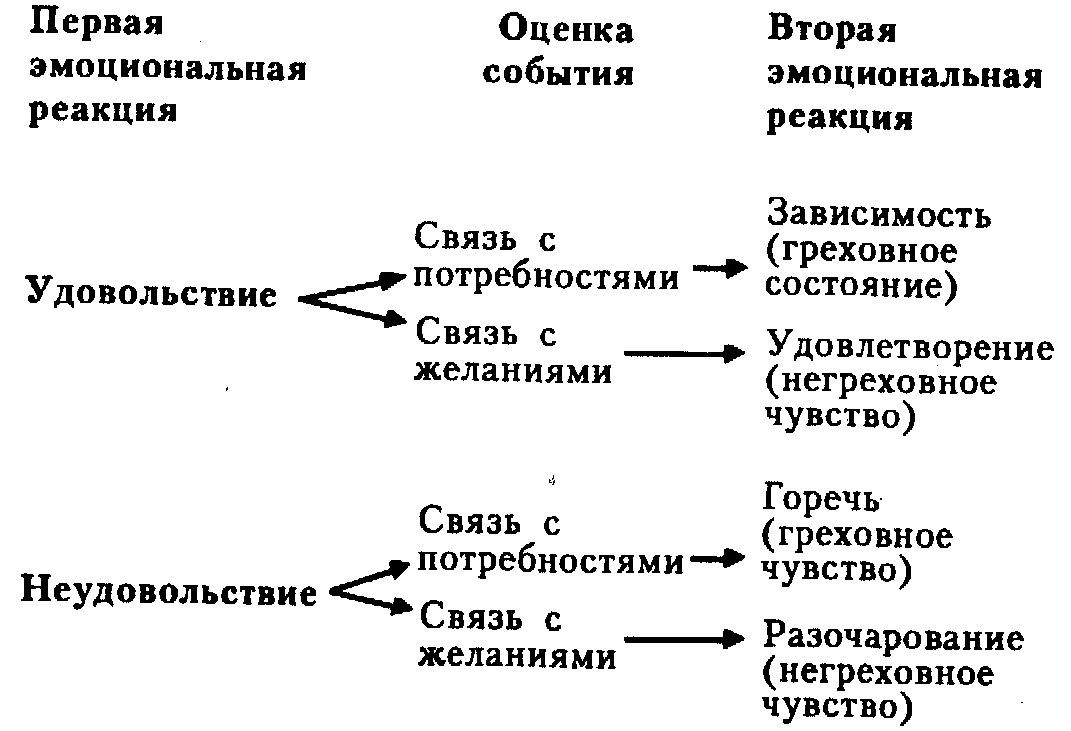 Первая
эмоциональная
реакция
Оценка
события
Вторая
эмоциональная
реакция
Удовольствие
Связь с
потребностями
Зависимость
(греховное
состояние)
Связь с
желаниями
Удовлетворение
(негреховное
чувство)
Неудовольствие
Связь с
потребностями
Горечь
(греховное
чувство)
Связь с
желаниями
Разочарование
(негреховное
чувство)